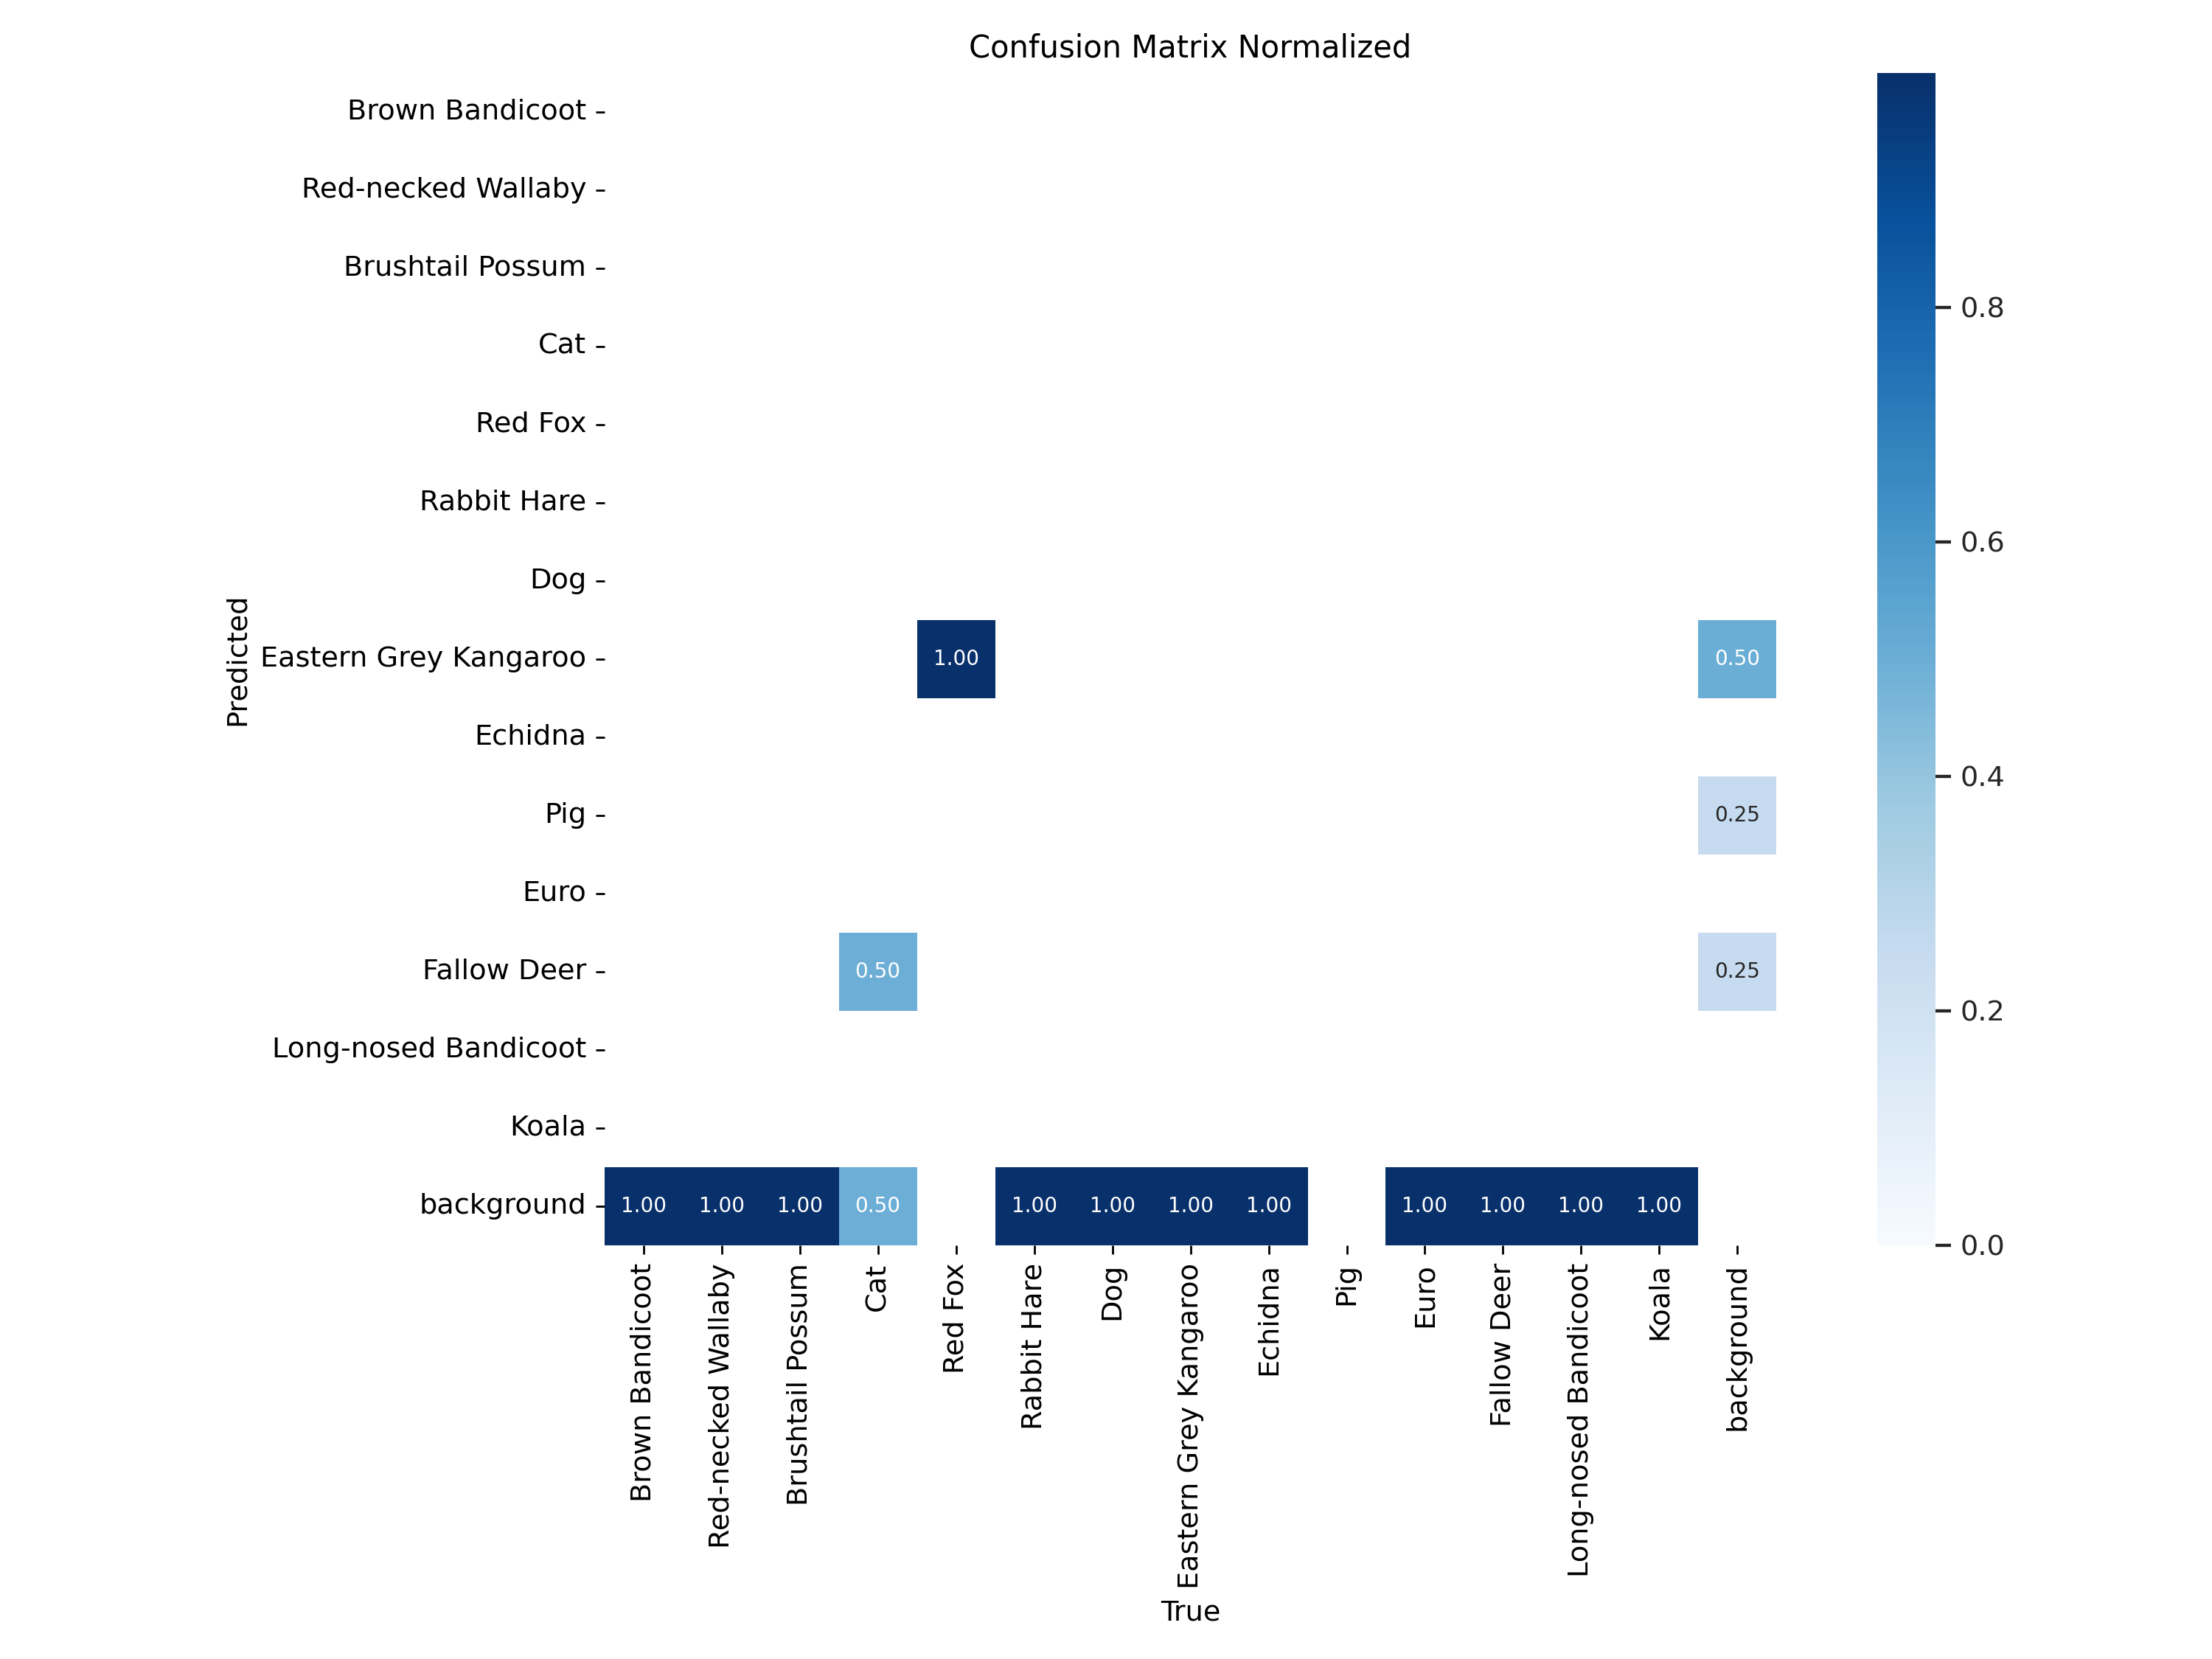 Confusion Matrix Normalized
Predicted
Brown Bandicoot
Red-necked Wallaby
Brushtail Possum
Cat
Red Fox
Rabbit Hare
Dog
Eastern Grey Kangaroo
Echidna
Pig
Euro
Fallow Deer
Long-nosed Bandicoot
Koala
background
1.00 0.50
0.25
0.50 0.25
1.00 1.00 1.00 0.50 1.00 1.00 1.00 1.00 1.00 1.00 1.00 1.00
Brown Bandicoot
Red-necked Wallaby
Brushtail Possum
Cat
Red Fox
Rabbit Hare
Dog
Eastern Grey Kangaroo
Echidna
Pig
Euro
Fallow Deer
Long-nosed Bandicoot
Koala
background
True
0.8
0.6
0.4
0.2
0.0